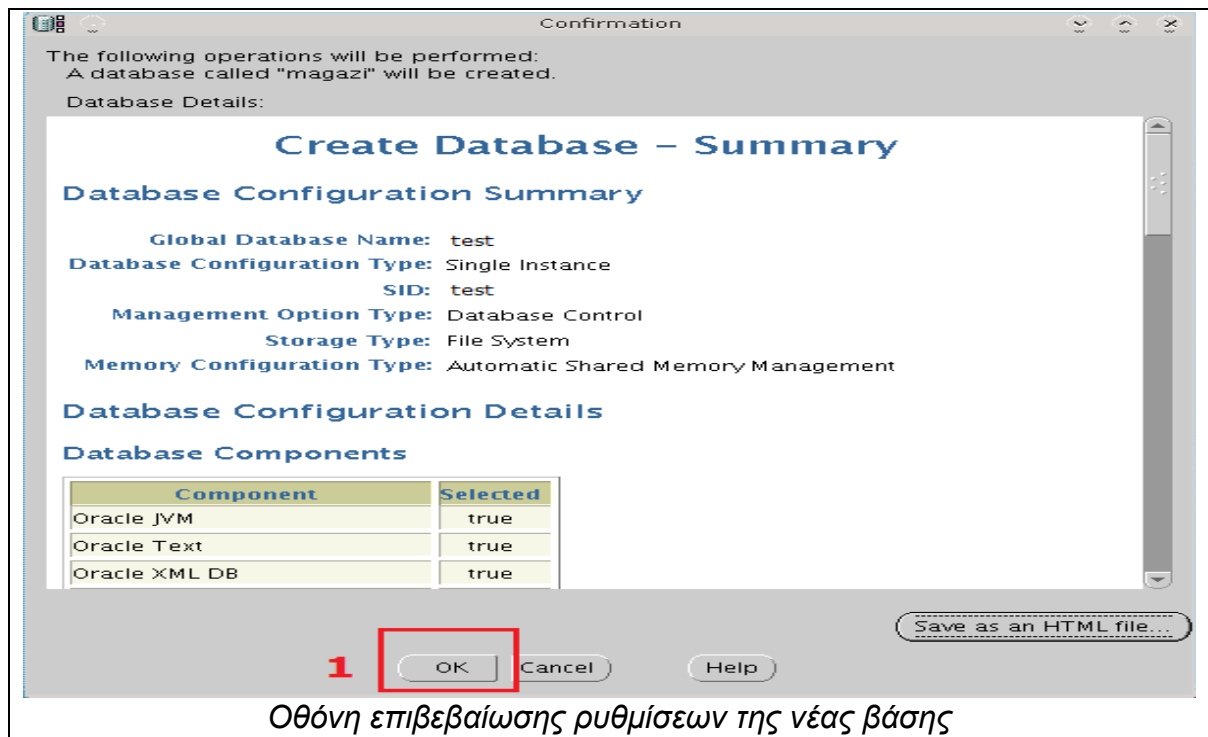 Confirmation
The following operations will be performed:
A database called "magazi" will be created.
Database Details:
Create Database – Summary
Database Configuration Summary
Global Database Name: test
Database Configuration Type: Single Instance
SID: test
Management Option Type: Database Control
Storage Type: File System
Memory Configuration Type: Automatic Shared Memory Management
Database Configuration Details
Database Components
Component Selected
Oracle JVM true
Oracle Text true
Oracle XML DB true
Save as an HTML file...
1 OK Cancel Help
Οθόνη επιβεβαίωσης ρυθμίσεων της νέας βάσης